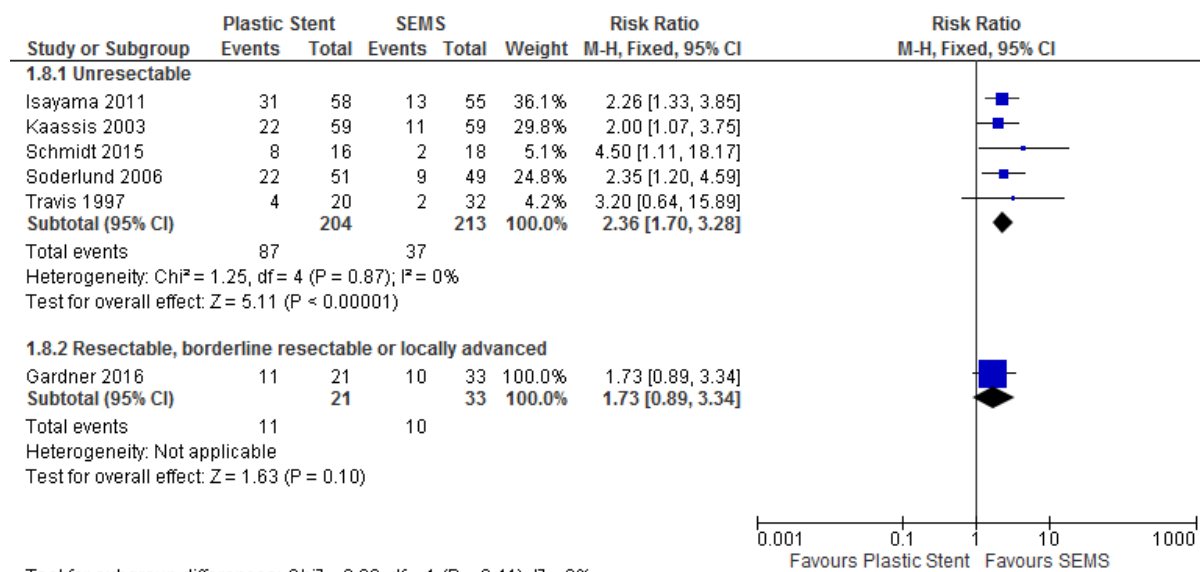 Plastic Stent SEMS Risk Ratio Risk Ratio
Study or Subgroup Events Total Events Total Weight M-H, Fixed, 95% CI M-H, Fixed, 95% CI
1.8.1 Unresectable
Isayama 2011 31 58 13 55 36.1% 2.26 [1.33, 3.85]
Kaassis 2003 22 59 11 59 29.8% 2.00 [1.07, 3.75]
Schmidt 2015 8 16 2 18 5.1% 4.50 [1.11, 18.17]
Soderlund 2006 22 51 9 49 24.8% 2.35 [1.20, 4.59]
Travis 1997 4 20 2 32 4.2% 3.20 [0.64, 15.89]
Subtotal (95% CI) 204 213 100.0% 2.36 [1.70, 3.28]
Total events 87 37
Heterogeneity: Chi² = 1.25, df = 4 (P = 0.87); I² = 0%
Test for overall effect: Z = 5.11 (P < 0.00001)
1.8.2 Resectable, borderline resectable or locally advanced
Gardner 2016 11 21 10 33 100.0% 1.73 [0.89, 3.34]
Subtotal (95% CI) 21 33 100.0% 1.73 [0.89, 3.34]
Total events 11 10
Heterogeneity: Not applicable
Test for overall effect: Z = 1.63 (P = 0.10)
0.001 0.1 1 10 1000
Favours Plastic Stent Favours SEMS